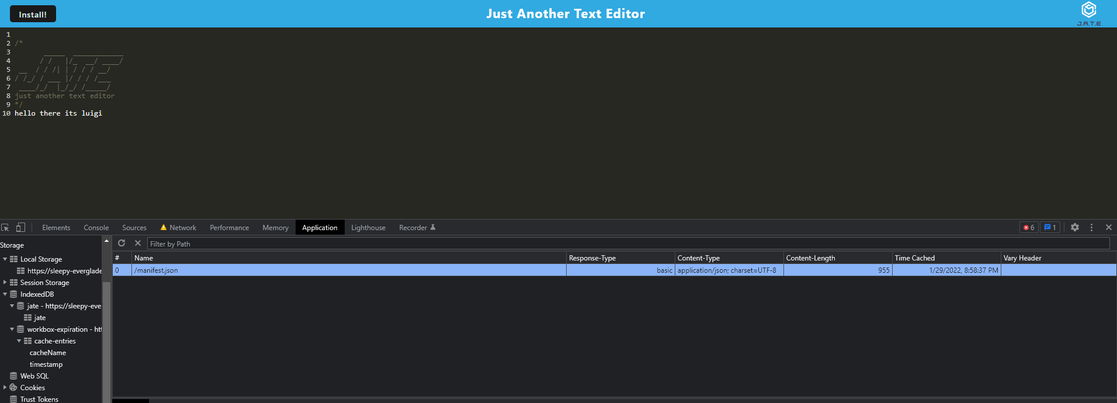 Install!
Just Another Text Editor
J.A.T.E
1
2 /*
3
4
5
6
7
8 just another text editor
9 */
10 hello there its luigi
Elements Console Sources Network Performance Memory Application Lighthouse Recorder 6 1
Storage
Filter by Path
Local Storage
https://sleepy-everglade
Session Storage
IndexedDB
jate - https://sleepy-eve
jate
workbox-expiration - htt
cache-entries
cacheName
timestamp
Web SQL
Cookies
Trust Tokens
# Name Response-Type Content-Type Content-Length Time Cached Vary Header
0 /manifest.json basic application/json; charset=UTF-8 955 1/29/2022, 8:58:37 PM